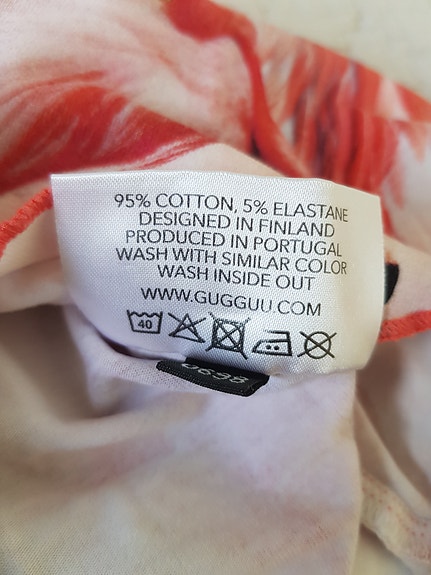 95% COTTON, 5% ELASTANE
DESIGNED IN FINLAND
PRODUCED IN PORTUGAL
WASH WITH SIMILAR COLOR
WASH INSIDE OUT
WWW.GUGGUU.COM
40